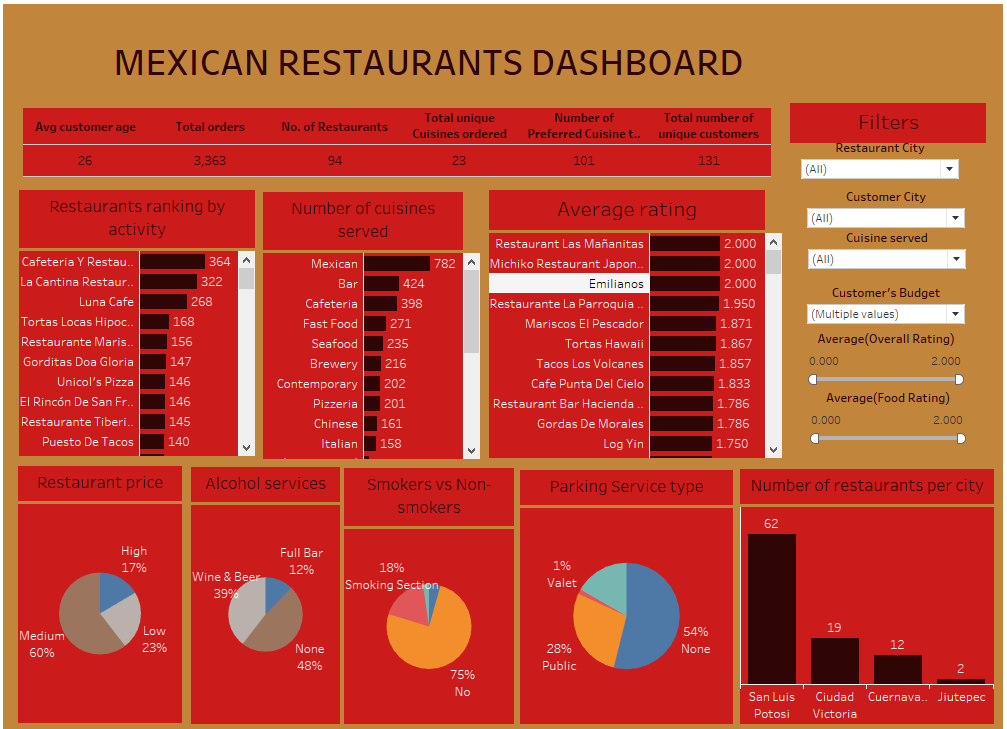 MEXICAN RESTAURANTS DASHBOARD
Avg customer age
Total orders
No. of Restaurants
Total unique
Cuisines ordered
Number of
Preferred Cuisine t..
Total number of
unique customers
26
3,363
94
23
101
131
Filters
Restaurant City
(All)
Customer City
(All)
Cuisine served
(All)
Customer's Budget
(Multiple values)
Average(Overall Rating)
0.000
2.000
Average(Food Rating)
0.000
2.000
Restaurants ranking by
activity
Cafeteria Y Restau.. 364
La Cantina Restaur.. 322
Luna Cafe 268
Tortas Locas Hipoc.. 168
Restaurante Maris.. 156
Gorditas Doa Gloria 147
Unicol's Pizza 146
El Rincón De San Fr.. 146
Restaurante Tiberi.. 145
Puesto De Tacos 140
Number of cuisines
served
Mexican 782
Bar 424
Cafeteria 398
Fast Food 271
Seafood 235
Brewery 216
Contemporary 202
Pizzeria 201
Chinese 161
Italian 158
Average rating
Restaurant Las Mañanitas 2.000
Michiko Restaurant Japon.. 2.000
Emilianos 2.000
Restaurante La Parroquia .. 1.950
Mariscos El Pescador 1.871
Tortas Hawaii 1.867
Tacos Los Volcanes 1.857
Cafe Punta Del Cielo 1.833
Restaurant Bar Hacienda .. 1.786
Gordas De Morales 1.786
Log Yin 1.750
Restaurant price
High
17%
Low
23%
Medium
60%
Alcohol services
Full Bar
12%
Wine & Beer
39%
None
48%
Smokers vs Non-
smokers
18%
Smoking Section
75%
No
Parking Service type
1%
Valet
54%
None
28%
Public
Number of restaurants per city
62
19
12
2
San Luis
Potosi
Ciudad
Victoria
Cuernava..
Jiutepec